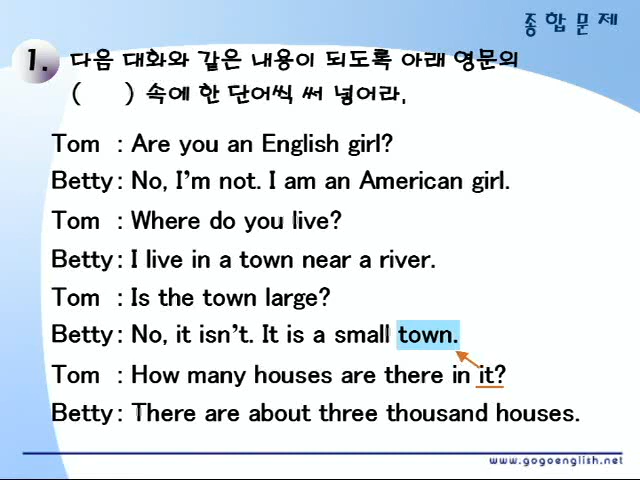 종합문제
1. 다음 대화와 같은 내용이 되도록 아래 영문의
( ) 속에 한 단어씩 써 넣어라.
Tom : Are you an English girl?
Betty : No, I’m not. I am an American girl.
Tom : Where do you live?
Betty : I live in a town near a river.
Tom : Is the town large?
Betty : No, it isn’t. It is a small town.
Tom : How many houses are there in it?
Betty : There are about three thousand houses.
www.gogoenglish.net